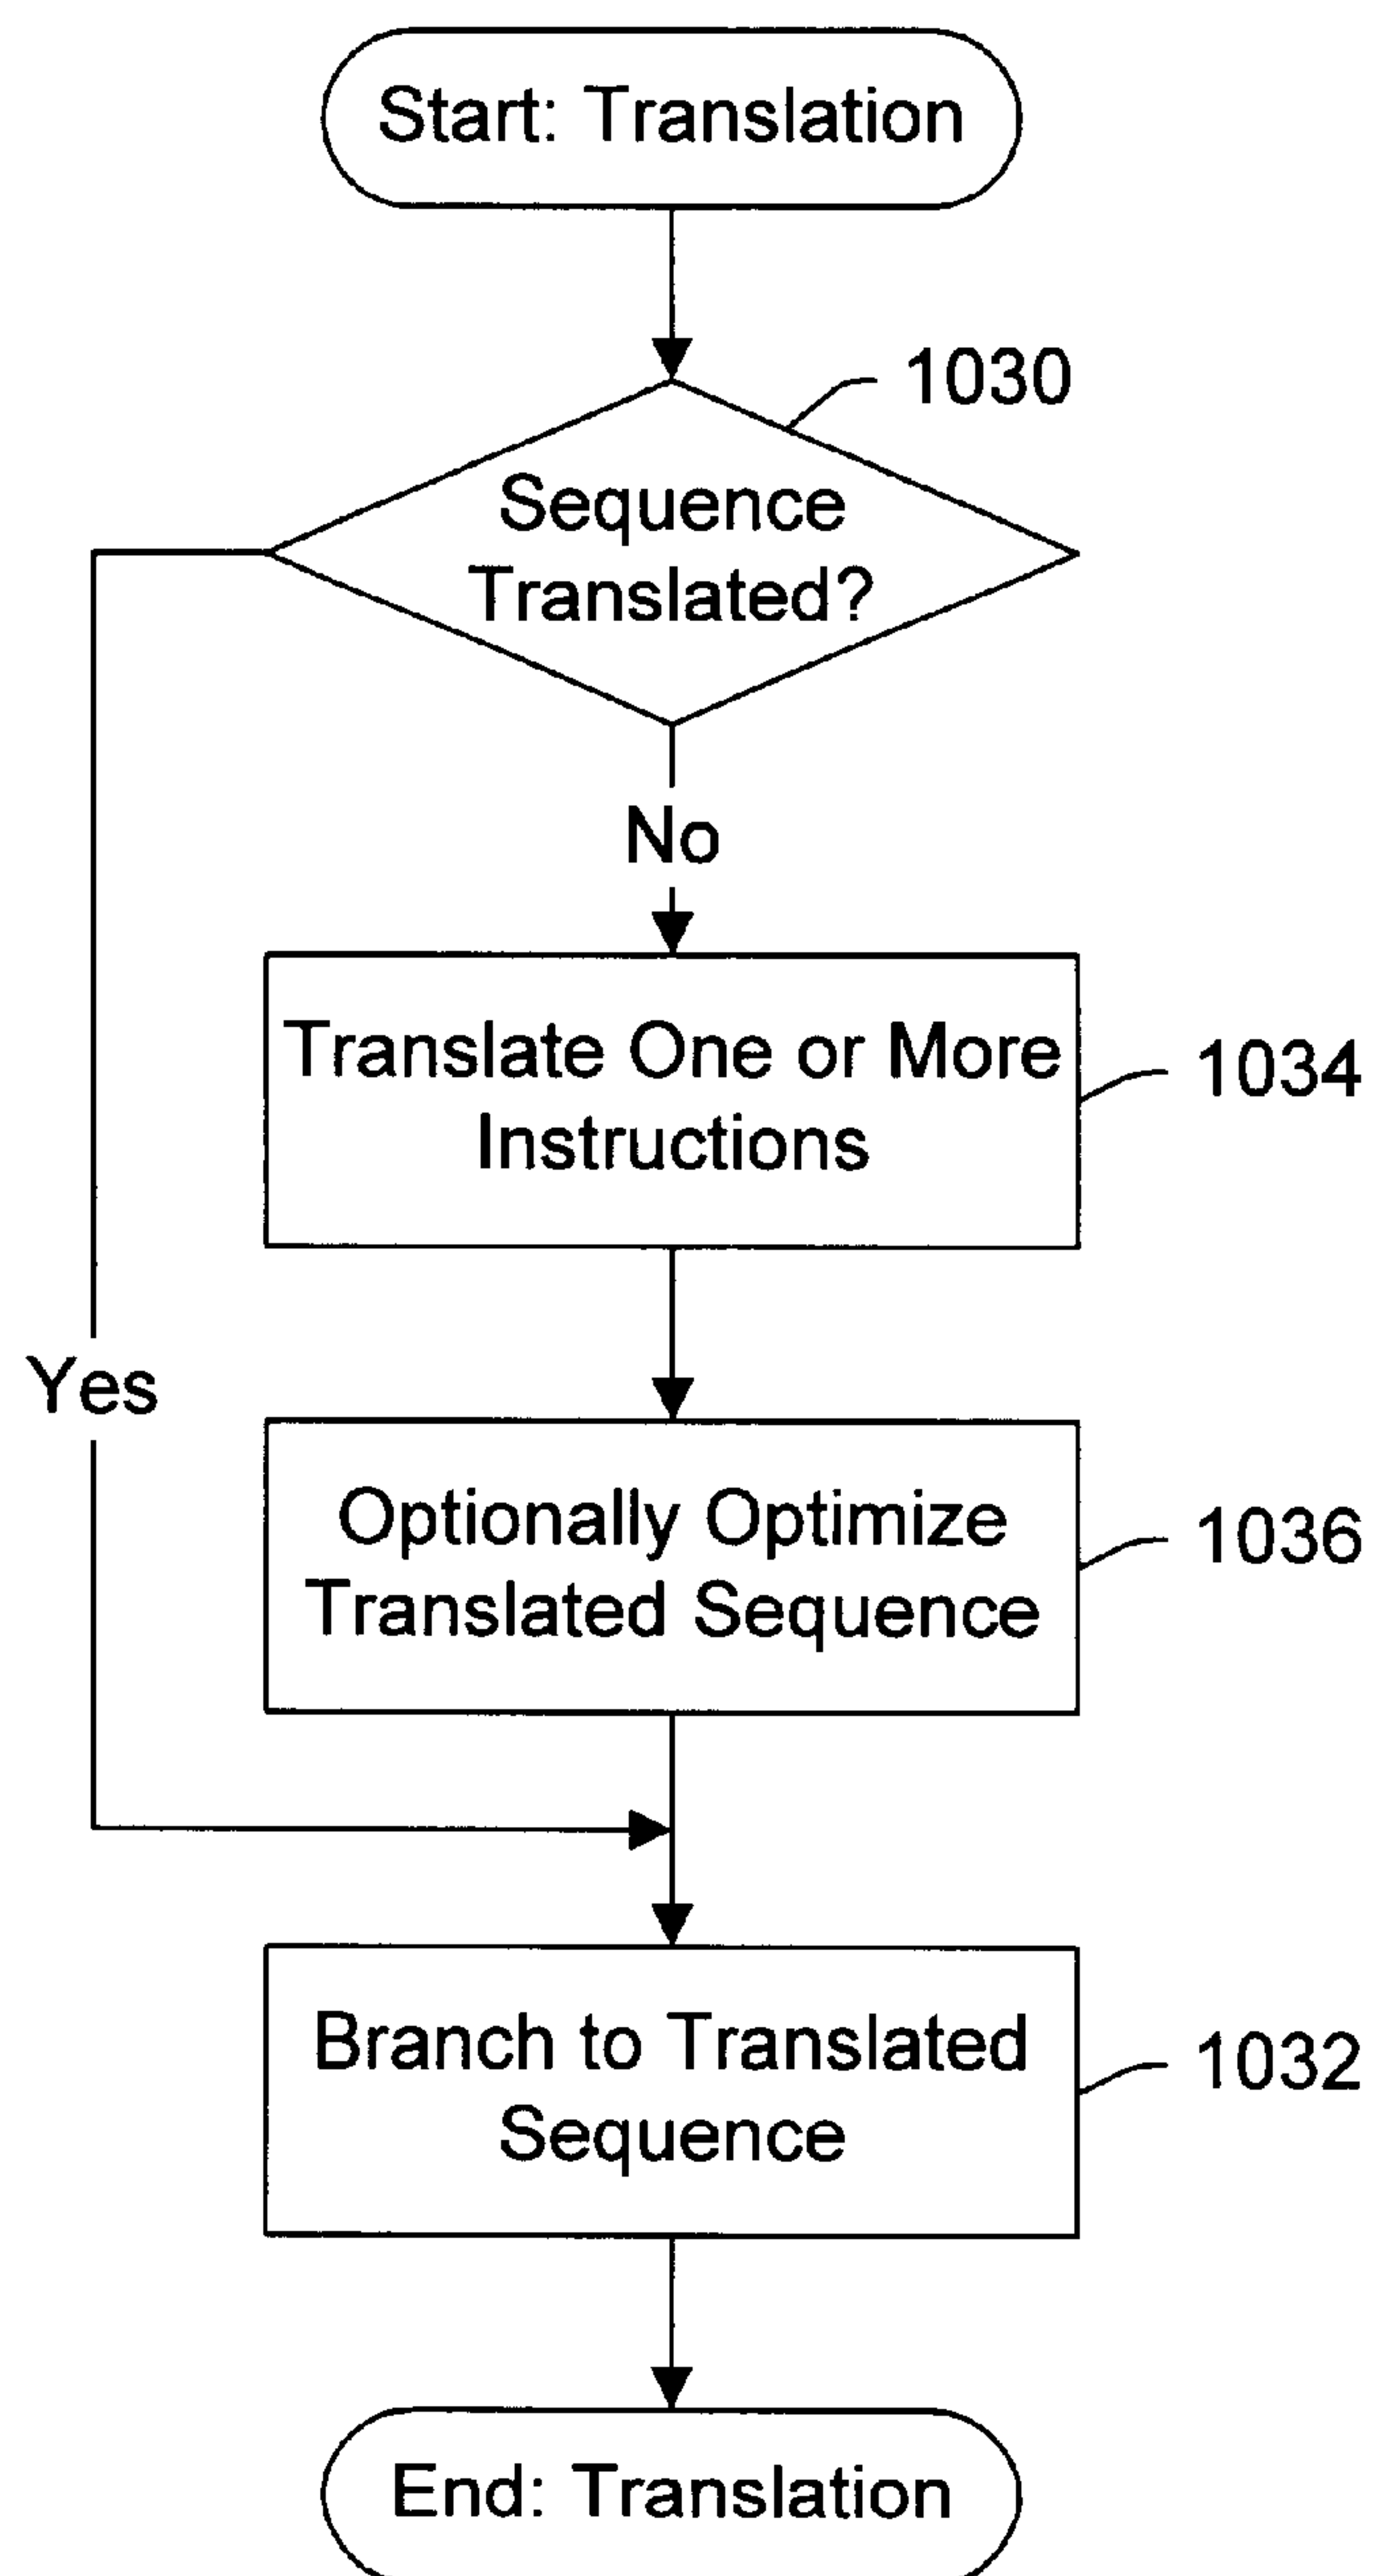 Start: Translation
1030
Sequence
Translated?
No
Translate One or More
Instructions
1034
Yes
Optionally Optimize
Translated Sequence
1036
Branch to Translated
Sequence
1032
End: Translation